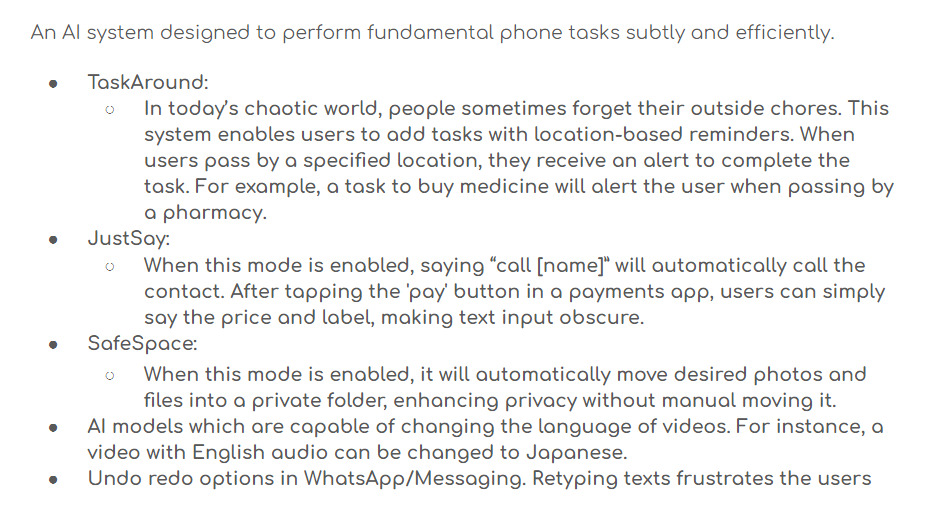 An AI system designed to perform fundamental phone tasks subtly and efficiently.
TaskAround:
In today's chaotic world, people sometimes forget their outside chores. This
system enables users to add tasks with location-based reminders. When
users pass by a specified location, they receive an alert to complete the
task. For example, a task to buy medicine will alert the user when passing by
a pharmacy.
JustSay:
When this mode is enabled, saying “call [name]” will automatically call the
contact. After tapping the 'pay' button in a payments app, users can simply
say the price and label, making text input obscure.
SafeSpace:
When this mode is enabled, it will automatically move desired photos and
files into a private folder, enhancing privacy without manual moving it.
AI models which are capable of changing the language of videos. For instance, a
video with English audio can be changed to Japanese.
Undo redo options in WhatsApp/Messaging. Retyping texts frustrates the users